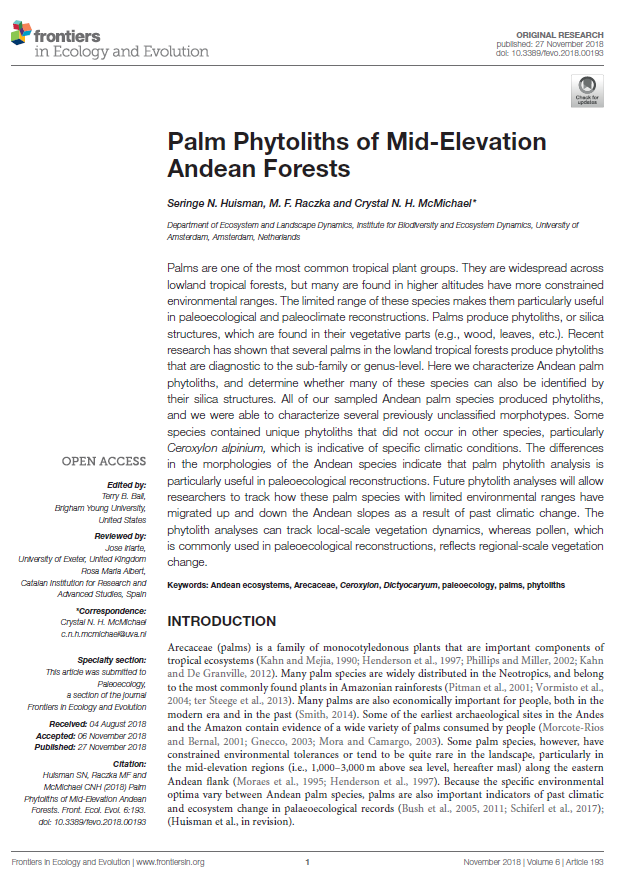 frontiers
in Ecology and Evolution
ORIGINAL RESEARCH
published: 27 November 2018
doi: 10.3389/fevo.2018.00193
Check for
updates
Palm Phytoliths of Mid-Elevation
Andean Forests
Seringe N. Huisman, M. F. Raczka and Crystal N. H. McMichael*
Department of Ecosystem and Landscape Dynamics, Institute for Biodiversity and Ecosystem Dynamics, University of
Amsterdam, Amsterdam, Netherlands
Palms are one of the most common tropical plant groups. They are widespread across
lowland tropical forests, but many are found in higher altitudes have more constrained
environmental ranges. The limited range of these species makes them particularly useful
in paleoecological and paleoclimate reconstructions. Palms produce phytoliths, or silica
structures, which are found in their vegetative parts (e.g., wood, leaves, etc.). Recent
research has shown that several palms in the lowland tropical forests produce phytoliths
that are diagnostic to the sub-family or genus-level. Here we characterize Andean palm
phytoliths, and determine whether many of these species can also be identified by
their silica structures. All of our sampled Andean palm species produced phytoliths,
and we were able to characterize several previously unclassified morphotypes. Some
species contained unique phytoliths that did not occur in other species, particularly
Ceroxylon alpinium, which is indicative of specific climatic conditions. The differences
in the morphologies of the Andean species indicate that palm phytolith analysis is
particularly useful in paleoecological reconstructions. Future phytolith analyses will allow
researchers to track how these palm species with limited environmental ranges have
migrated up and down the Andean slopes as a result of past climatic change. The
phytolith analyses can track local-scale vegetation dynamics, whereas pollen, which
is commonly used in paleoecological reconstructions, reflects regional-scale vegetation
change.
Keywords: Andean ecosystems, Arecaceae, Ceroxylon, Dictyocaryum, paleoecology, palms, phytoliths
OPEN ACCESS
Edited by:
Terry B. Ball,
Brigham Young University,
United States
Reviewed by:
Jose Iriarte,
University of Exeter, United Kingdom
Rosa Maria Albert,
Catalan Institution for Research and
Advanced Studies, Spain
*Correspondence:
Crystal N. H. McMichael
c.n.h.mcmichael@uva.nl
Specialty section:
This article was submitted to
Paleoecology,
a section of the journal
Frontiers in Ecology and Evolution
Received: 04 August 2018
Accepted: 06 November 2018
Published: 27 November 2018
Citation:
Huisman SN, Raczka MF and
McMichael CNH (2018) Palm
Phytoliths of Mid-Elevation Andean
Forests. Front. Ecol. Evol. 6:193.
doi: 10.3389/fevo.2018.00193
INTRODUCTION
Arecaceae (palms) is a family of monocotyledonous plants that are important components of
tropical ecosystems (Kahn and Mejia, 1990; Henderson et al., 1997; Phillips and Miller, 2002; Kahn
and De Granville, 2012). Many palm species are widely distributed in the Neotropics, and belong
to the most commonly found plants in Amazonian rainforests (Pitman et al., 2001; Vormisto et al.,
2004; ter Steege et al., 2013). Many palms are also economically important for people, both in the
modern era and in the past (Smith, 2014). Some of the earliest archaeological sites in the Andes
and the Amazon contain evidence of a wide variety of palms consumed by people (Morcote-Rios
and Bernal, 2001; Gnecco, 2003; Mora and Camargo, 2003). Some palm species, however, have
constrained environmental tolerances or tend to be quite rare in the landscape, particularly in
the mid-elevation regions (i.e., 1,000–3,000 m above sea level, hereafter masl) along the eastern
Andean flank (Moraes et al., 1995; Henderson et al., 1997). Because the specific environmental
optima vary between Andean palm species, palms are also important indicators of past climatic
and ecosystem change in palaeoecological records (Bush et al., 2005, 2011; Schiferl et al., 2017);
(Huisman et al., in revision).
Frontiers in Ecology and Evolution | www.frontiersin.org
1
November 2018 | Volume 6 | Article 193